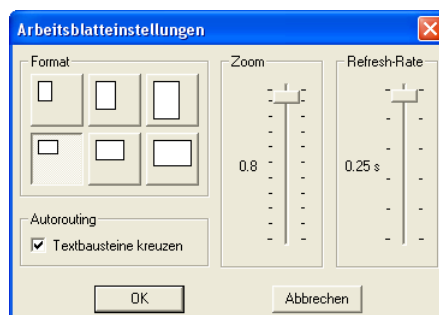 Arbeitsblatteinstellungen
Format
Zoom
Refresh-Rate
0.8
0.25 s
Autorouting
Textbausteine kreuzen
OK
Abbrechen